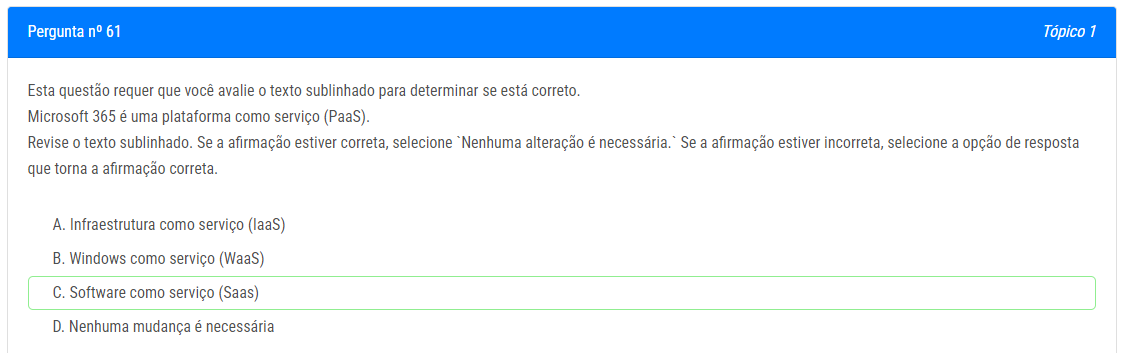 Pergunta nº 61
Tópico 1
Esta questão requer que você avalie o texto sublinhado para determinar se está correto.
Microsoft 365 é uma plataforma como serviço (PaaS).
Revise o texto sublinhado. Se a afirmação estiver correta, selecione `Nenhuma alteração é necessária.` Se a afirmação estiver incorreta, selecione a opção de resposta
que torna a afirmação correta.
A. Infraestrutura como serviço (IaaS)
B. Windows como serviço (WaaS)
C. Software como serviço (Saas)
D. Nenhuma mudança é necessária